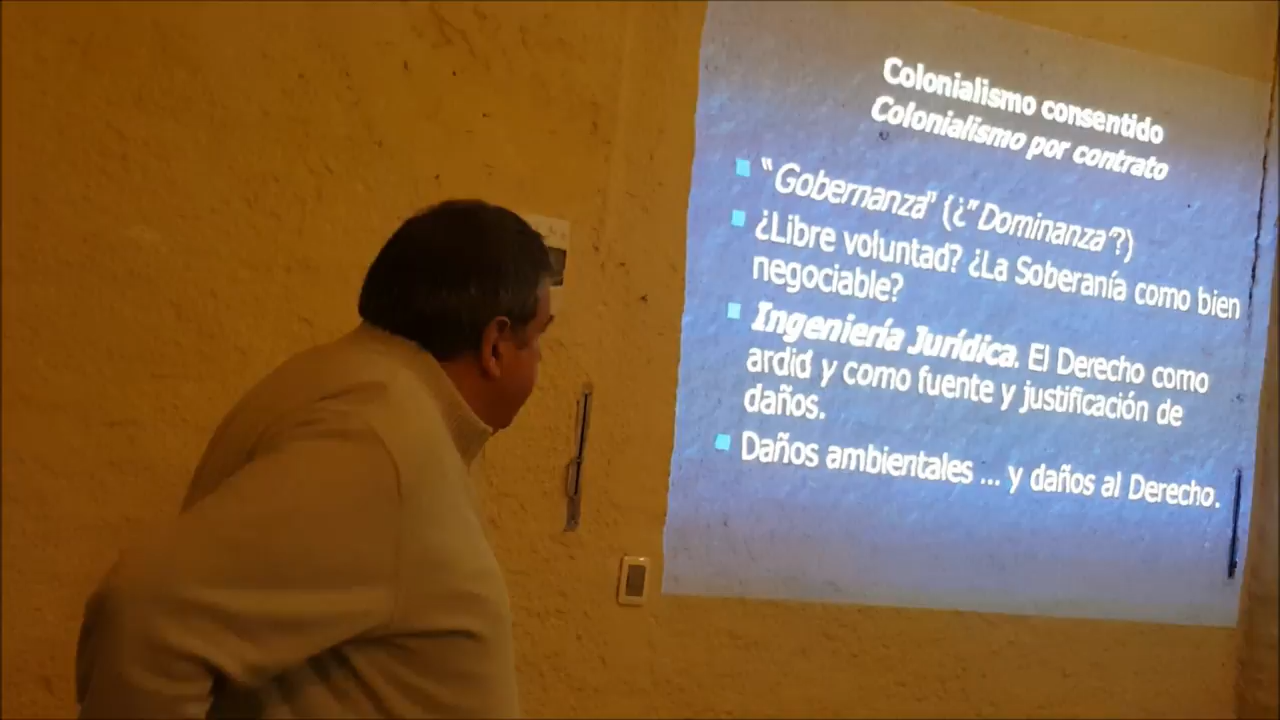 Colonialismo consentido
Colonialismo por contrato
"Gobernanza" (¿"Dominanza"?)
¿Libre voluntad? ¿La Soberanía como bien
negociable?
Ingeniería Jurídica. El Derecho como
ardid y como fuente y justificación de
daños.
Daños ambientales ... y daños al Derecho.